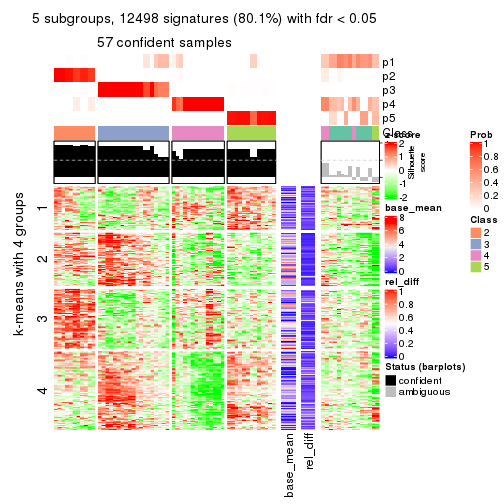 5 subgroups, 12498 signatures (80.1%) with fdr < 0.05
57 confident samples
p1
p2
p3
p4
p5
Class
k-means with 4 groups
1
2
3
4
base_mean
rel_diff
z-score
2
1
0
-1
-2
Silhouette
score
base_mean
8
6
4
2
0
rel_diff
1
0.8
0.6
0.4
0.2
0
Status (barplots)
confident
ambiguous
Prob
1
0.8
0.6
0.4
0.2
0
Class
2
3
4
5